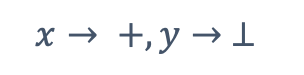 x → +, y → ⊥